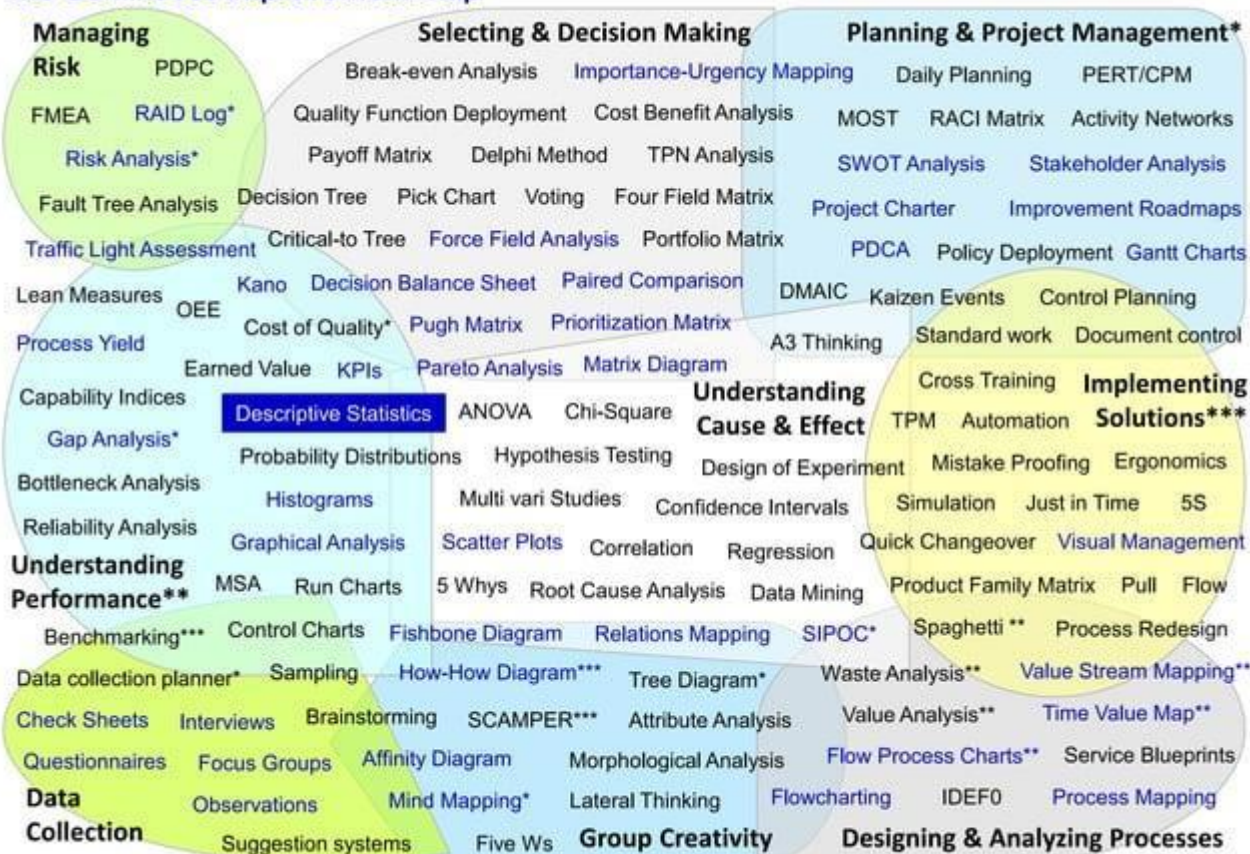 Managing
Risk
PDPC
FMEA
RAID Log*
Risk Analysis*
Fault Tree Analysis
Traffic Light Assessment
Selecting & Decision Making
Break-even Analysis
Importance-Urgency Mapping
Quality Function Deployment
Cost Benefit Analysis
Payoff Matrix
Delphi Method
TPN Analysis
Decision Tree
Pick Chart
Voting
Four Field Matrix
Critical-to Tree
Force Field Analysis
Portfolio Matrix
Kano
Decision Balance Sheet
Paired Comparison
Cost of Quality*
Pugh Matrix
Prioritization Matrix
Pareto Analysis
Matrix Diagram
Planning & Project Management*
Daily Planning
PERT/CPM
MOST
RACI Matrix
Activity Networks
SWOT Analysis
Stakeholder Analysis
Project Charter
Improvement Roadmaps
PDCA
Policy Deployment
Gantt Charts
DMAIC
Kaizen Events
Control Planning
A3 Thinking
Standard work
Document control
Lean Measures
OEE
Process Yield
Earned Value
KPIs
Capability Indices
Descriptive Statistics
Gap Analysis*
Probability Distributions
Bottleneck Analysis
Histograms
Reliability Analysis
Graphical Analysis
Understanding
Performance**
MSA
Run Charts
Benchmarking***
Control Charts
Understanding
Cause & Effect
ANOVA
Chi-Square
Hypothesis Testing
Design of Experiment
Multi vari Studies
Confidence Intervals
Scatter Plots
Correlation
Regression
5 Whys
Root Cause Analysis
Data Mining
Fishbone Diagram
Relations Mapping
SIPOC*
Cross Training
Implementing
Solutions***
TPM
Automation
Mistake Proofing
Ergonomics
Simulation
Just in Time
5S
Quick Changeover
Visual Management
Product Family Matrix
Pull
Flow
Spaghetti **
Process Redesign
Data collection planner*
Sampling
Check Sheets
Interviews
Brainstorming
Questionnaires
Focus Groups
Data
Collection
Observations
Suggestion systems
How-How Diagram***
Tree Diagram*
SCAMPER***
Attribute Analysis
Affinity Diagram
Morphological Analysis
Mind Mapping*
Lateral Thinking
Five Ws
Group Creativity
Waste Analysis**
Value Stream Mapping**
Value Analysis**
Time Value Map**
Flow Process Charts**
Service Blueprints
Flowcharting
IDEF0
Process Mapping
Designing & Analyzing Processes